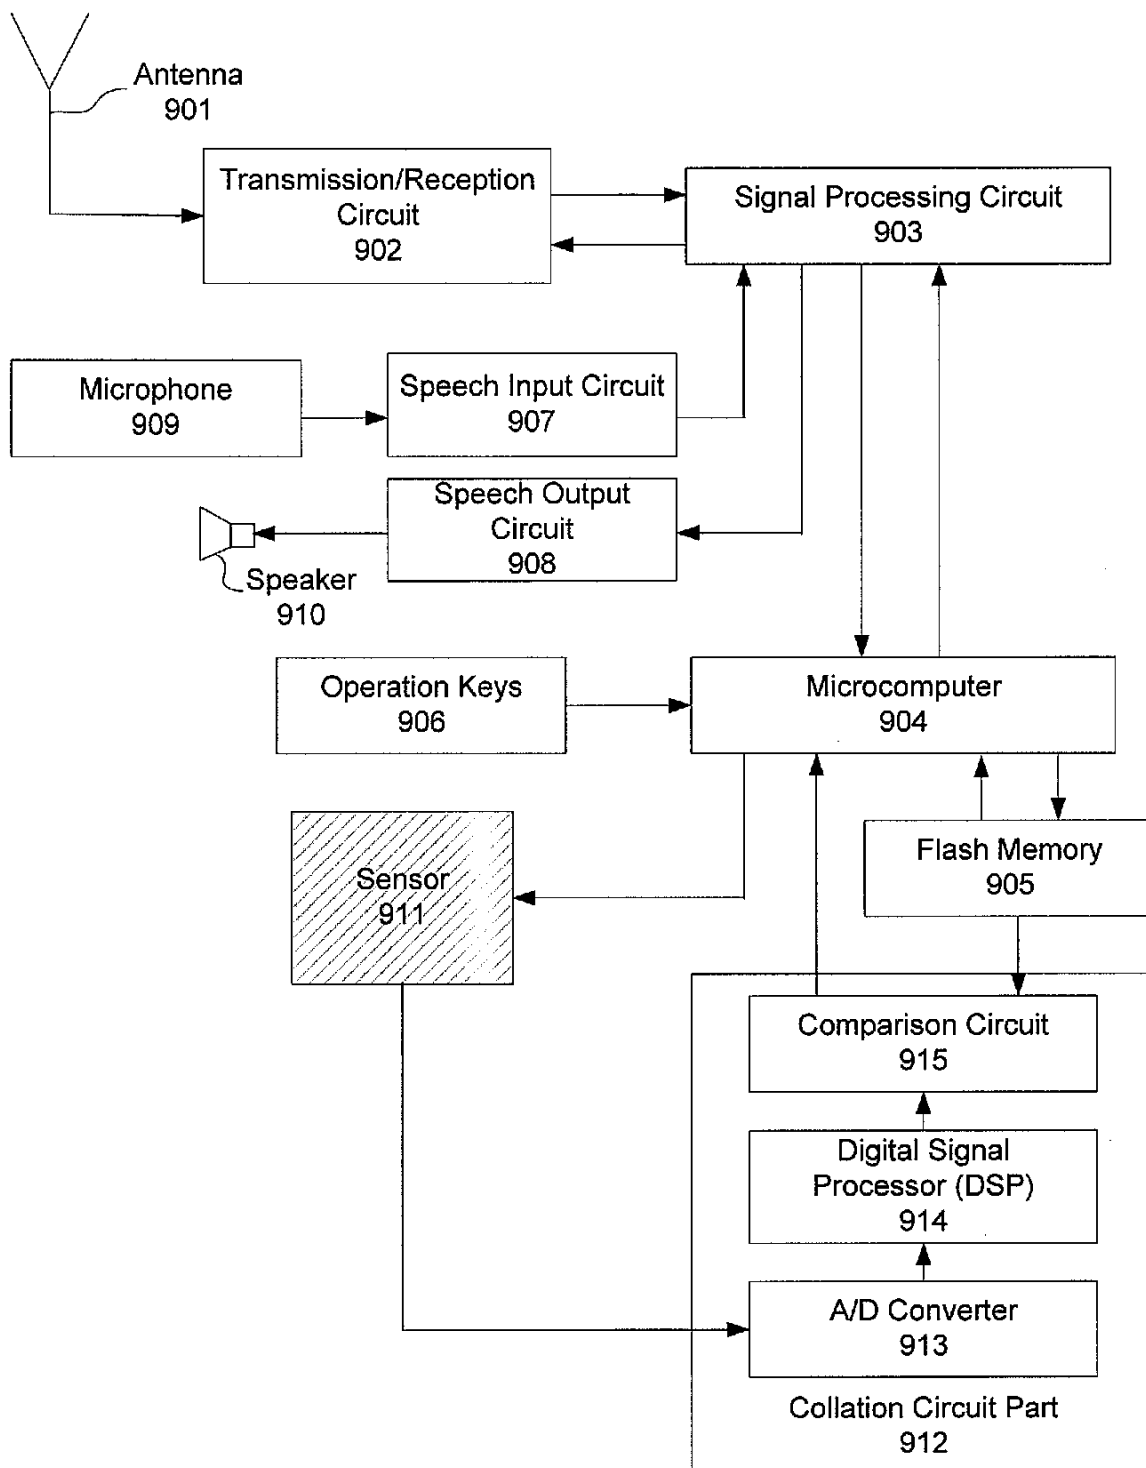 Antenna
901
Transmission/Reception
Circuit
902
Signal Processing Circuit
903
Microphone
909
Speech Input Circuit
907
Speech Output
Circuit
908
Speaker
910
Operation Keys
906
Microcomputer
904
Sensor
911
Flash Memory
905
Comparison Circuit
915
Digital Signal
Processor (DSP)
914
A/D Converter
913
Collation Circuit Part
912